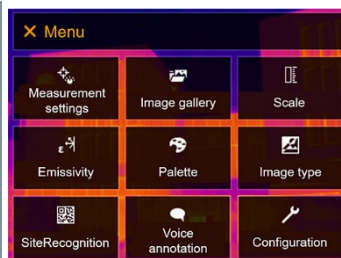 Menu
Measurement
settings
Image gallery
Scale
Emissivity
Palette
Image type
SiteRecognition
Voice
annotation
Configuration